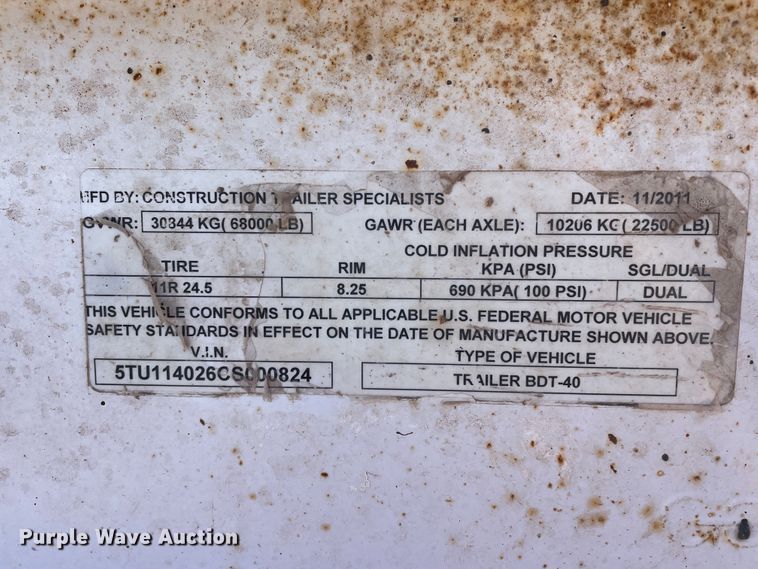 MFD BY: CONSTRUCTION TRAILER SPECIALISTS DATE: 11/2011
GVWR: 30844 KG( 68000 LB) GAWR (EACH AXLE): 10206 KG ( 22500 LB)
COLD INFLATION PRESSURE
TIRE RIM KPA (PSI) SGL/DUAL
11R 24.5 8.25 690 KPA( 100 PSI) DUAL
THIS VEHICLE CONFORMS TO ALL APPLICABLE U.S. FEDERAL MOTOR VEHICLE
SAFETY STANDARDS IN EFFECT ON THE DATE OF MANUFACTURE SHOWN ABOVE.
V.I.N. TYPE OF VEHICLE
5TU114026CS000824 TRAILER BDT-40
Purple Wave Auction